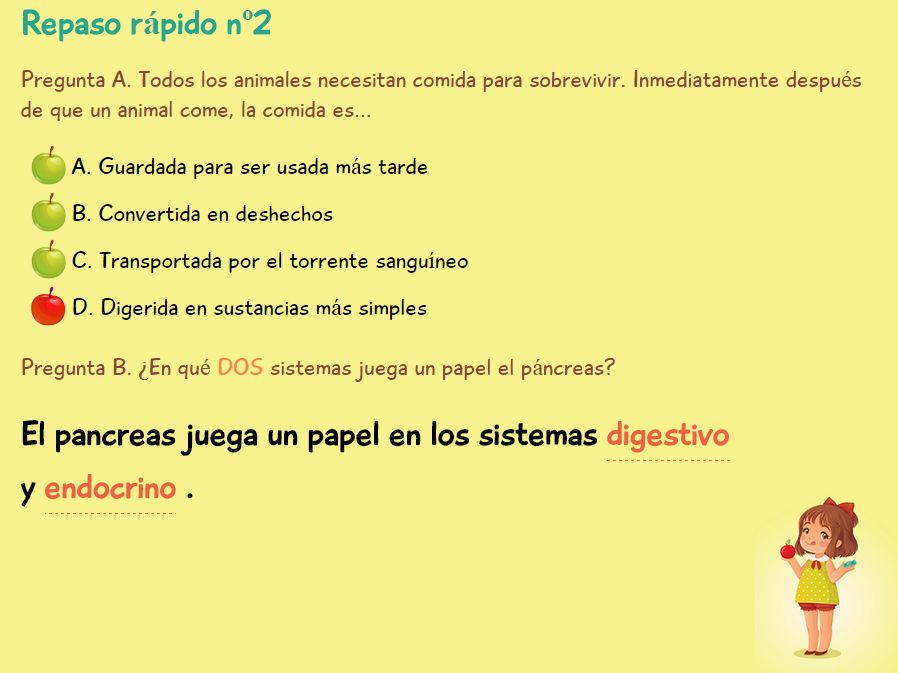 Repaso rápido nº2
Pregunta A. Todos los animales necesitan comida para sobrevivir. Inmediatamente después
de que un animal come, la comida es...
A. Guardada para ser usada más tarde
B. Convertida en deshechos
C. Transportada por el torrente sanguíneo
D. Digerida en sustancias más simples
Pregunta B. ¿En qué DOS sistemas juega un papel el páncreas?
El pancreas juega un papel en los sistemas digestivo
y endocrino .